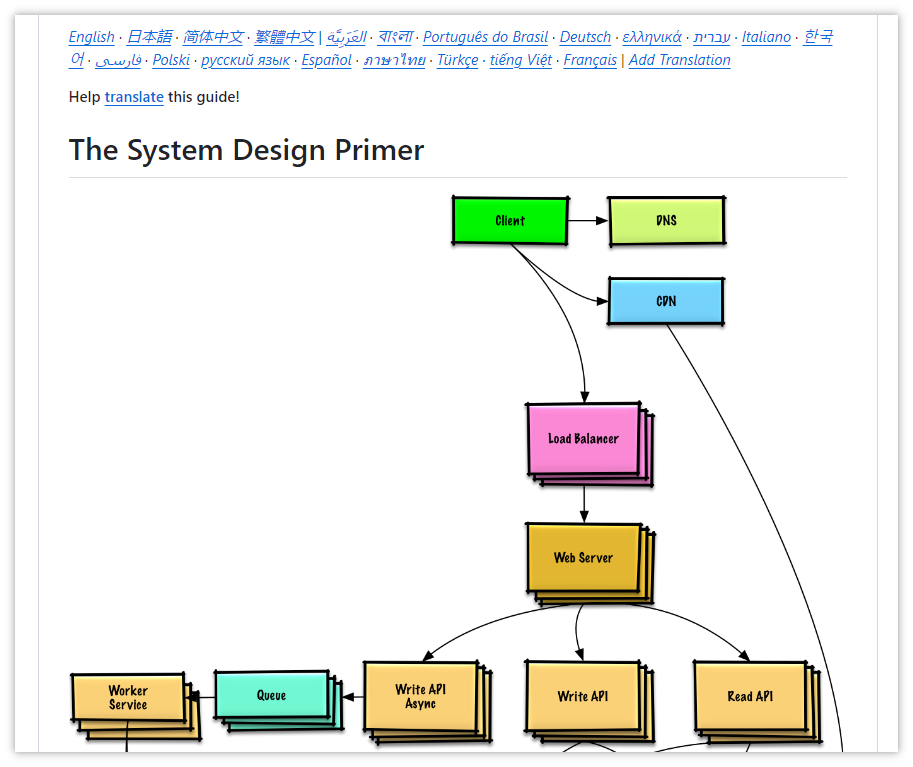 English · 日本語 · 简体中文 · 繁體中文 | العَرَبِيَّة‎ · বাংলা · Português do Brasil · Deutsch · ελληνικά · עברית · Italiano · 한국
어 · فارسی · Polski · русский язык · Español · ภาษาไทย · Türkçe · tiếng Việt · Français | Add Translation
Help translate this guide!
The System Design Primer
Client
DNS
CDN
Load Balancer
Web Server
Worker
Service
Queue
Write API
Async
Write API
Read API